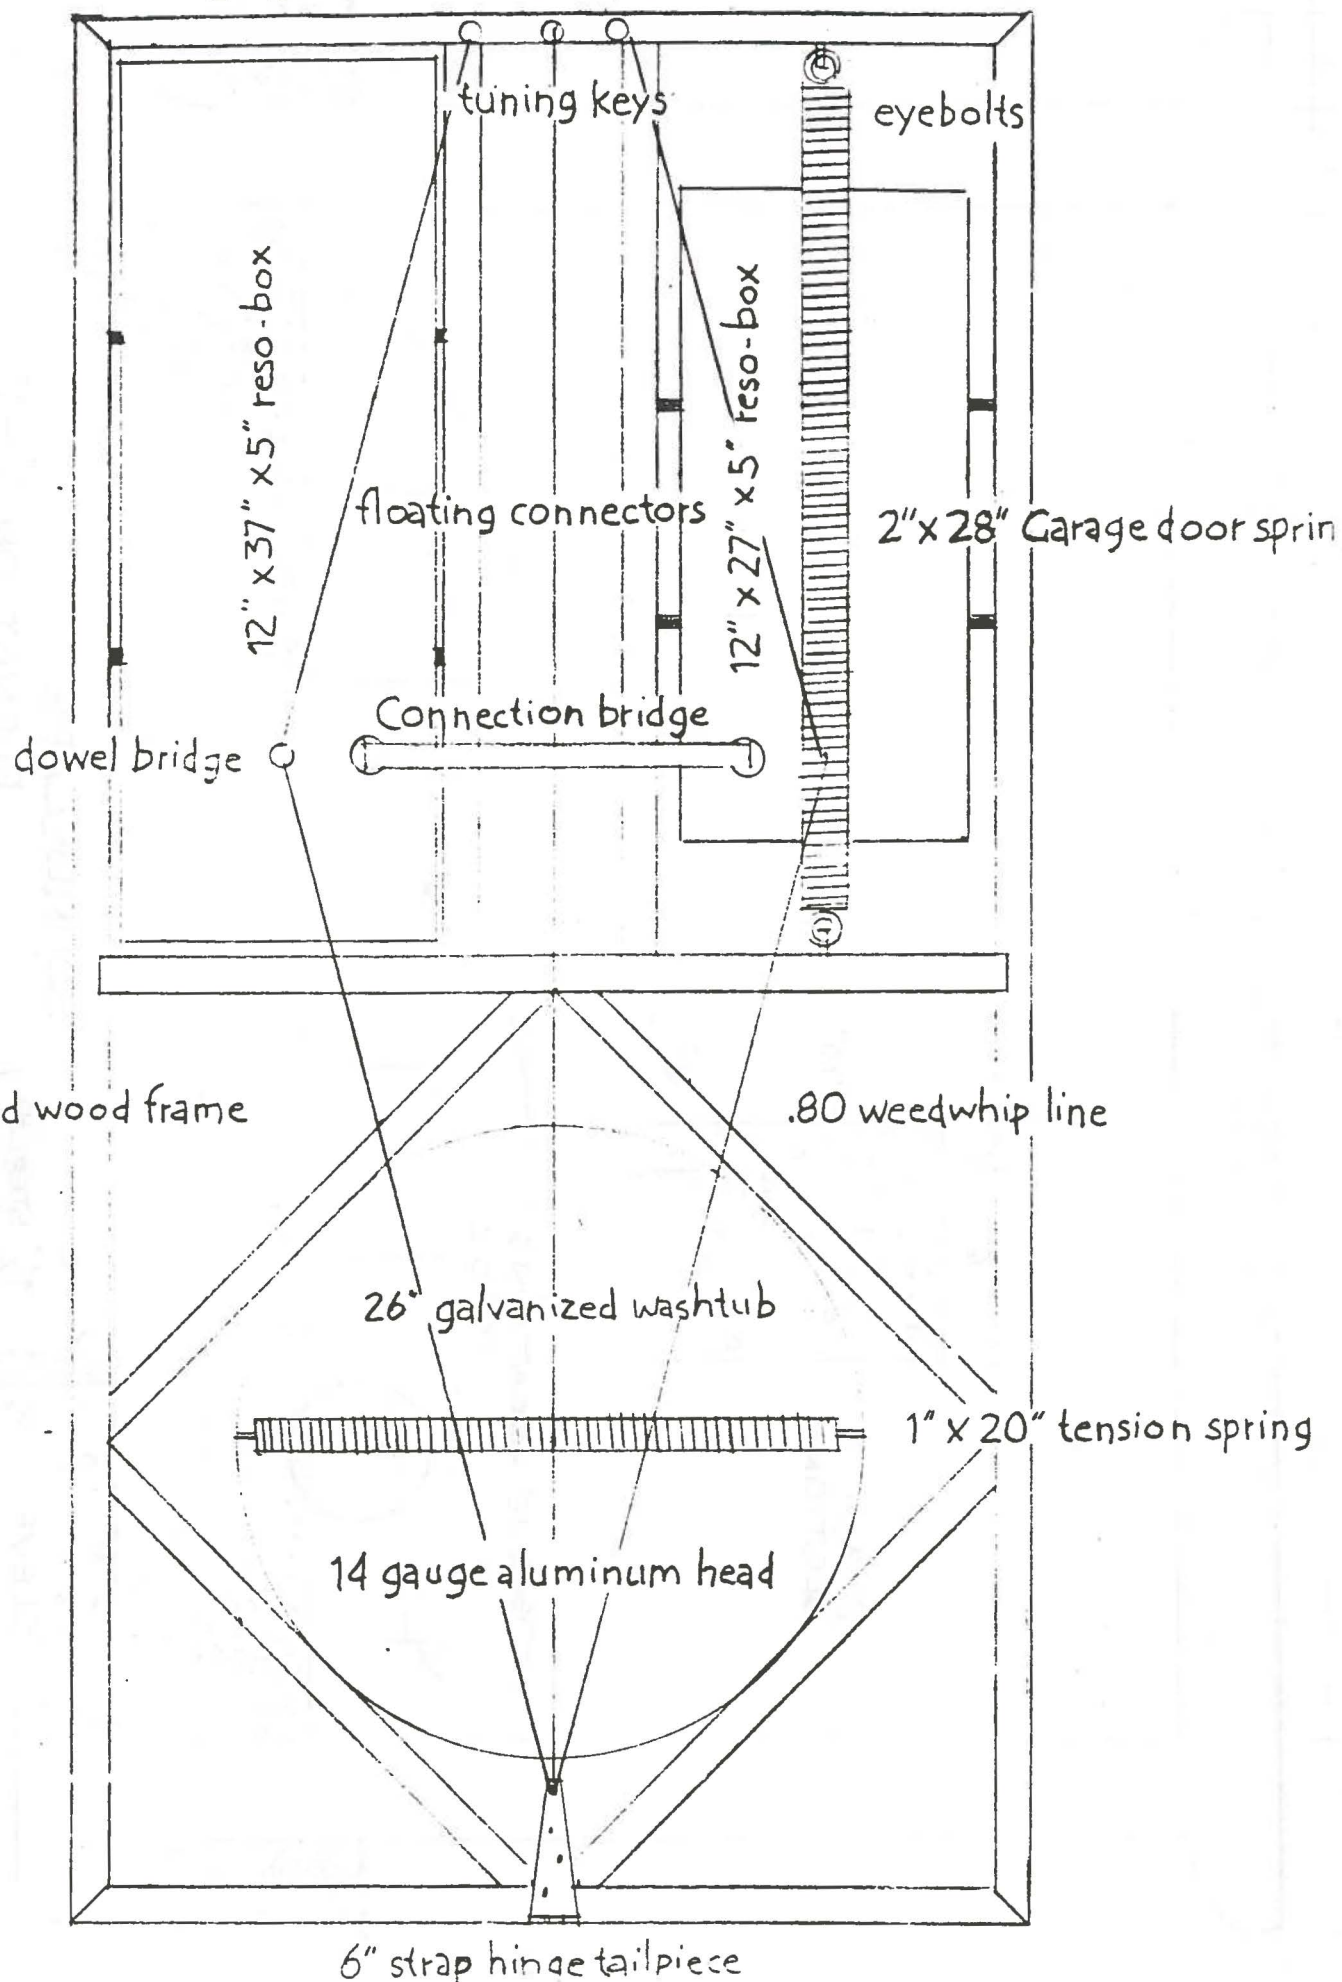 tuning keys
eyebolts
12" x 37" x 5" reso-box
12" x 27" x 5" reso-box
floating connectors
2" x 28" Garage door sprin
Connection bridge
dowel bridge
d wood frame
.80 weedwhip line
26" galvanized washtub
1" x 20" tension spring
14 gauge aluminum head
6" strap hinge tailpiece